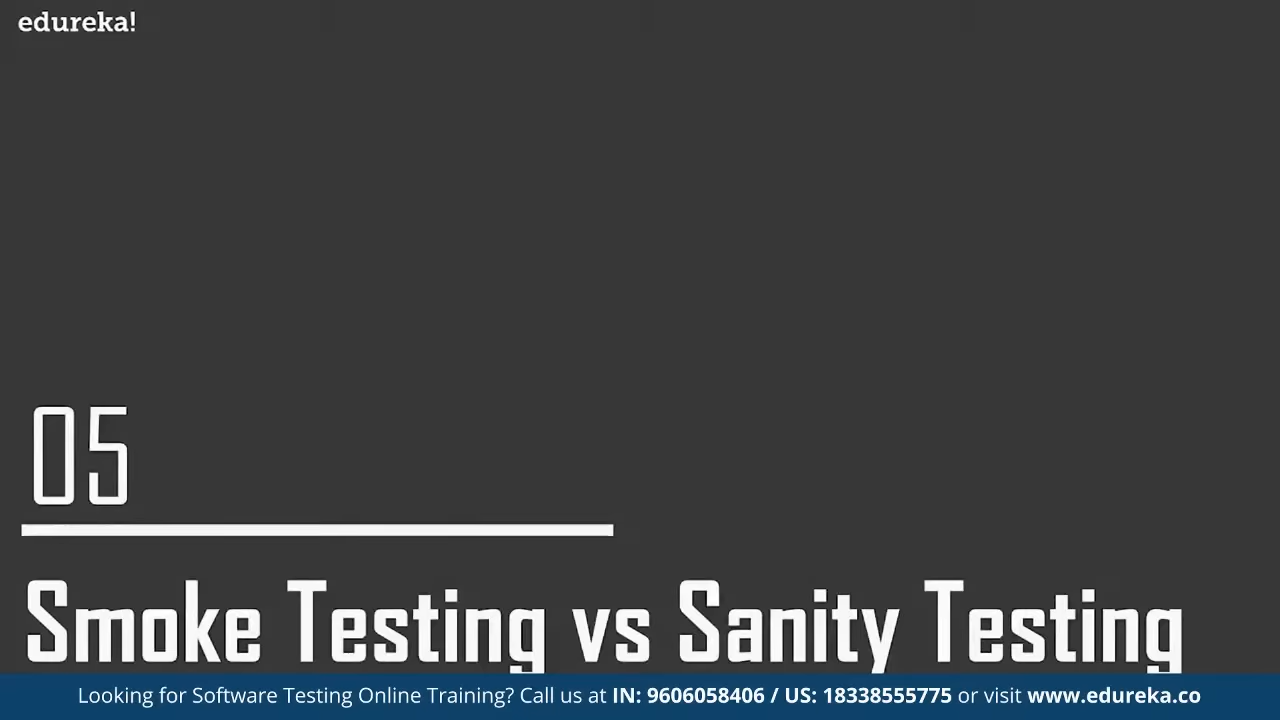 edureka!
05
Smoke Testing vs Sanity Testing
Looking for Software Testing Online Training? Call us at IN: 9606058406 / US: 18338555775 or visit www.edureka.co